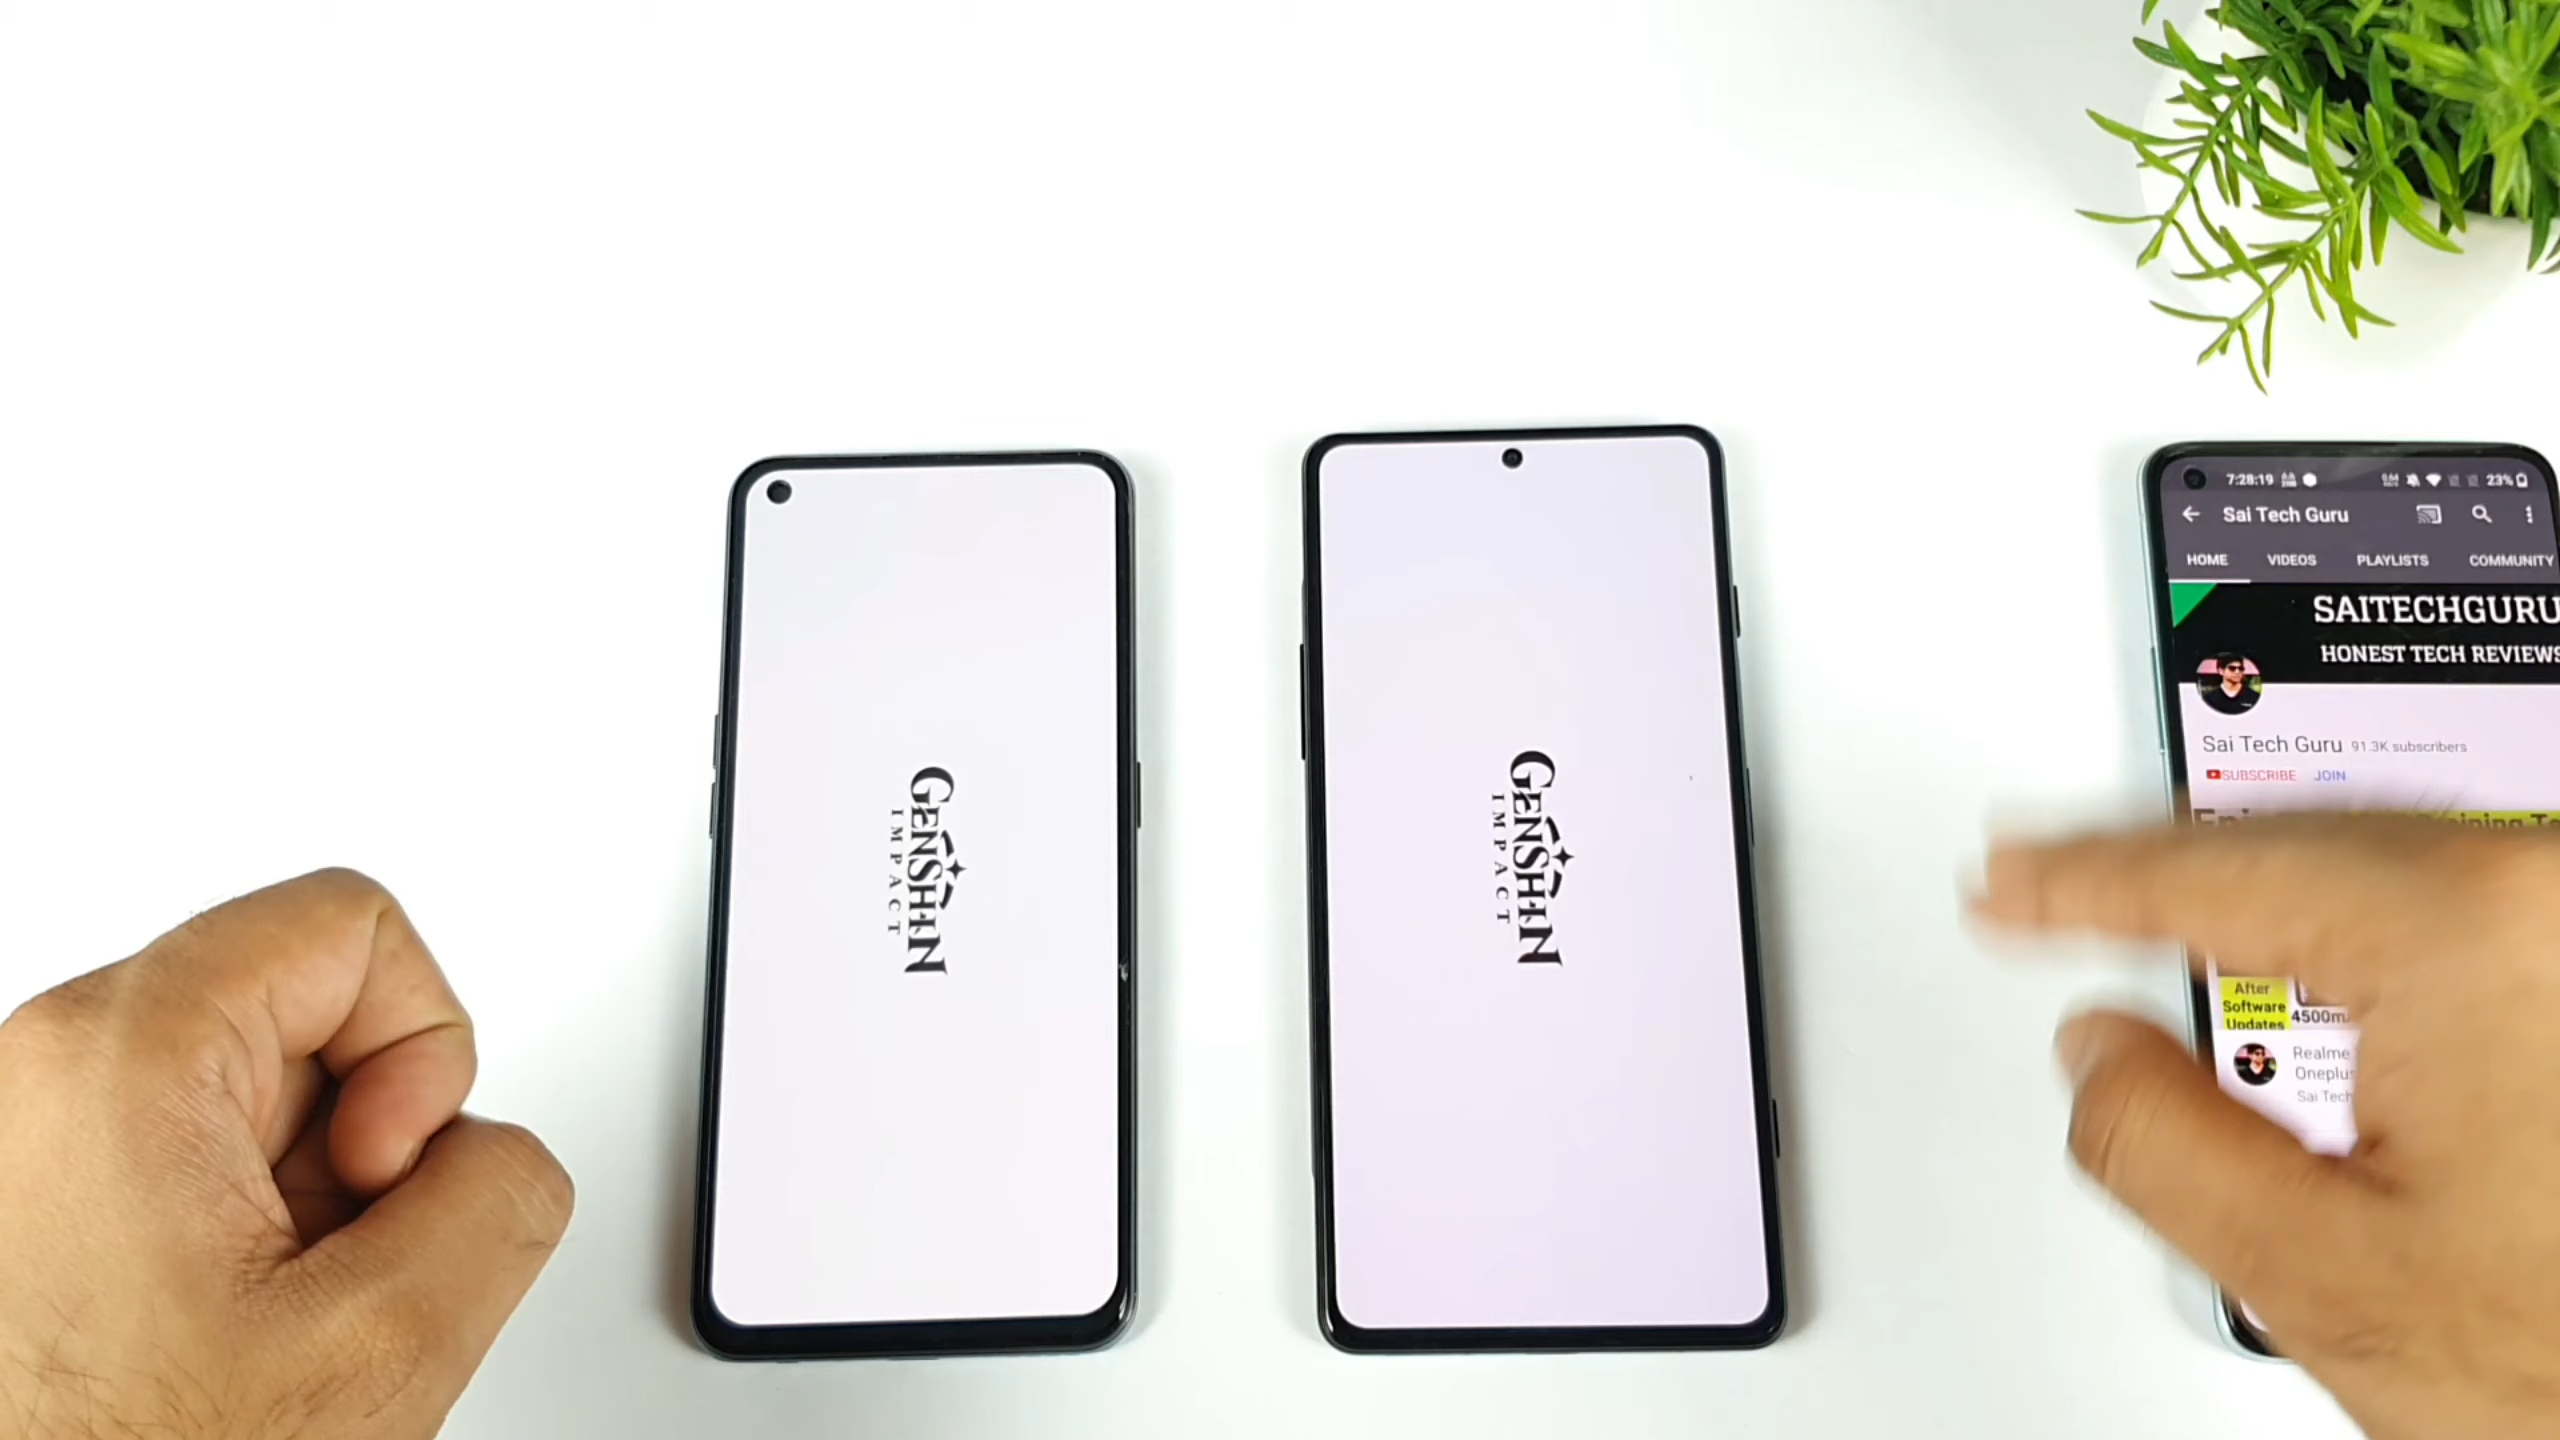 GENSHIN
IMPACT
GENSHIN
IMPACT
7:28:19
23%
Sai Tech Guru
HOME VIDEOS PLAYLISTS COMMUNITY
SAITECHGURU
HONEST TECH REVIEWS
Sai Tech Guru 91.3K subscribers
SUBSCRIBE JOIN
After
Software
Updates
4500m
Realme
Oneplus
Sai Tech